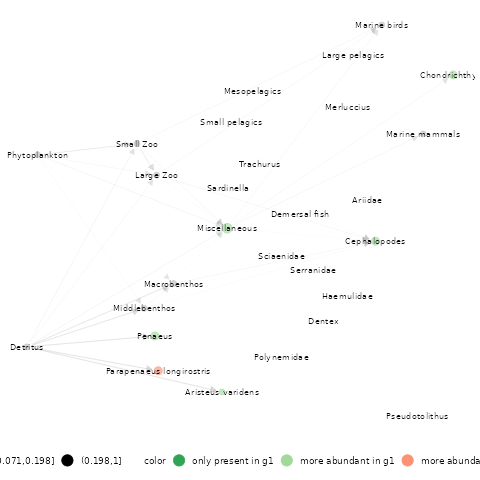 Marine birds
Large pelagics
Chondrichthy
Mesopelagics
Merluccius
Small pelagics
Marine mammals
Small Zoo
Phytoplankton
Trachurus
Large Zoo
Sardinella
Ariidae
Demersal fish
Miscellaneous
Cephalopodes
Sciaenidae
Serranidae
Macrobenthos
Haemulidae
Middlebenthos
Dentex
Penaeus
Detritus
Polynemidae
Parapenaeus longirostris
Aristeus varidens
Pseudotolithus
0.071,0.198] (0.198,1] color only present in g1 more abundant in g1 more abunda